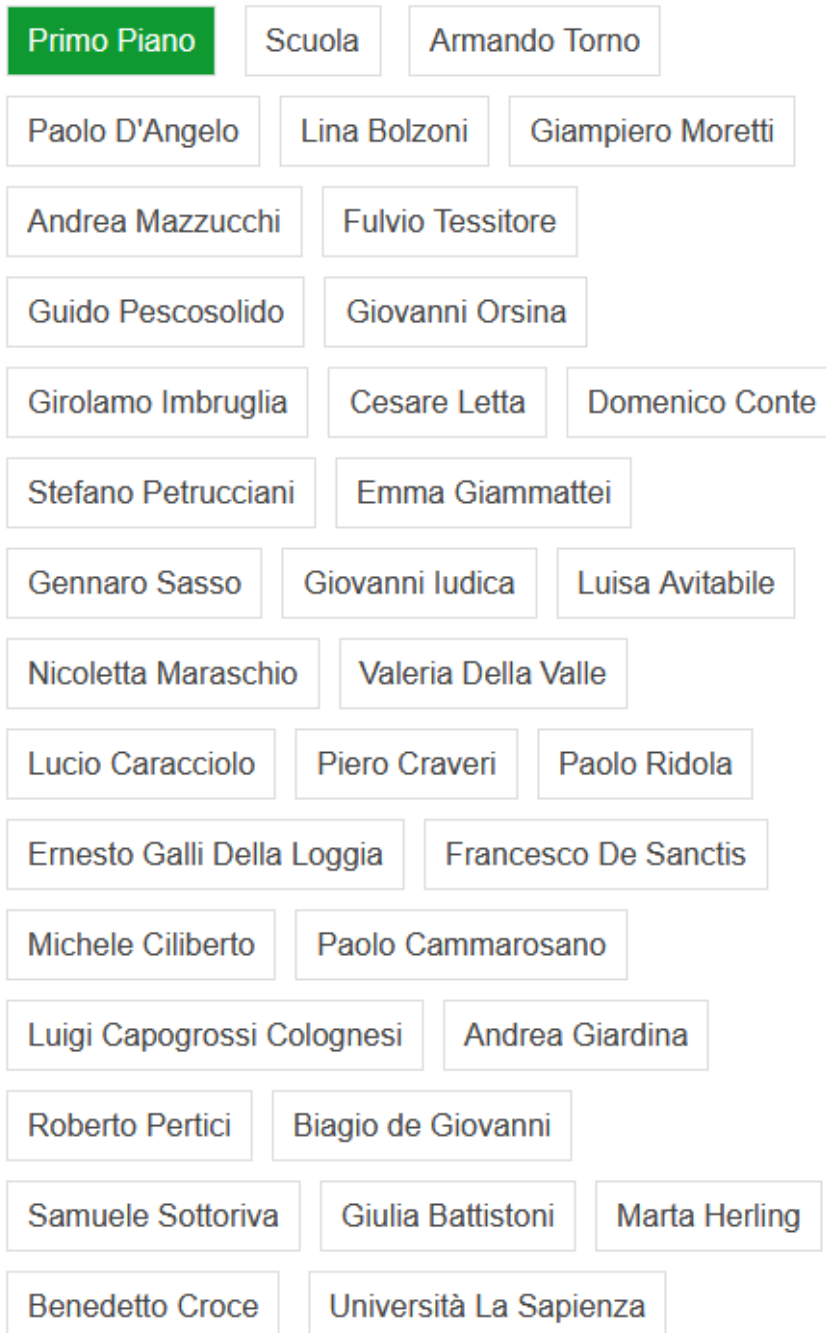 Primo Piano Scuola Armando Torno
Paolo D'Angelo Lina Bolzoni Giampiero Moretti
Andrea Mazzucchi Fulvio Tessitore
Guido Pescosolido Giovanni Orsina
Girolamo Imbruglia Cesare Letta Domenico Conte
Stefano Petrucciani Emma Giammattei
Gennaro Sasso Giovanni Iudica Luisa Avitabile
Nicoletta Maraschio Valeria Della Valle
Lucio Caracciolo Piero Craveri Paolo Ridola
Ernesto Galli Della Loggia Francesco De Sanctis
Michele Ciliberto Paolo Cammarosano
Luigi Capogrossi Colognesi Andrea Giardina
Roberto Pertici Biagio de Giovanni
Samuele Sottoriva Giulia Battistoni Marta Herling
Benedetto Croce Università La Sapienza